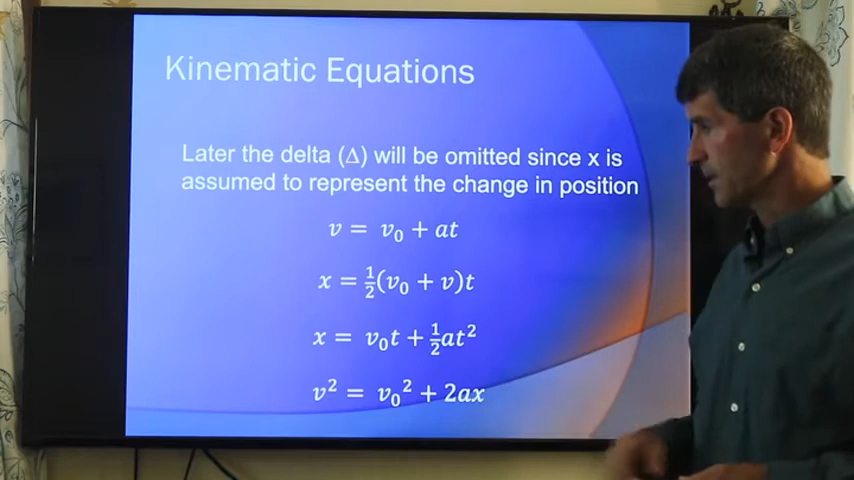 Kinematic Equations
Later the delta (Δ) will be omitted since x is
assumed to represent the change in position
v = v₀ + at
x = ½(v₀ + v)t
x = v₀t + ½at²
v² = v₀² + 2ax